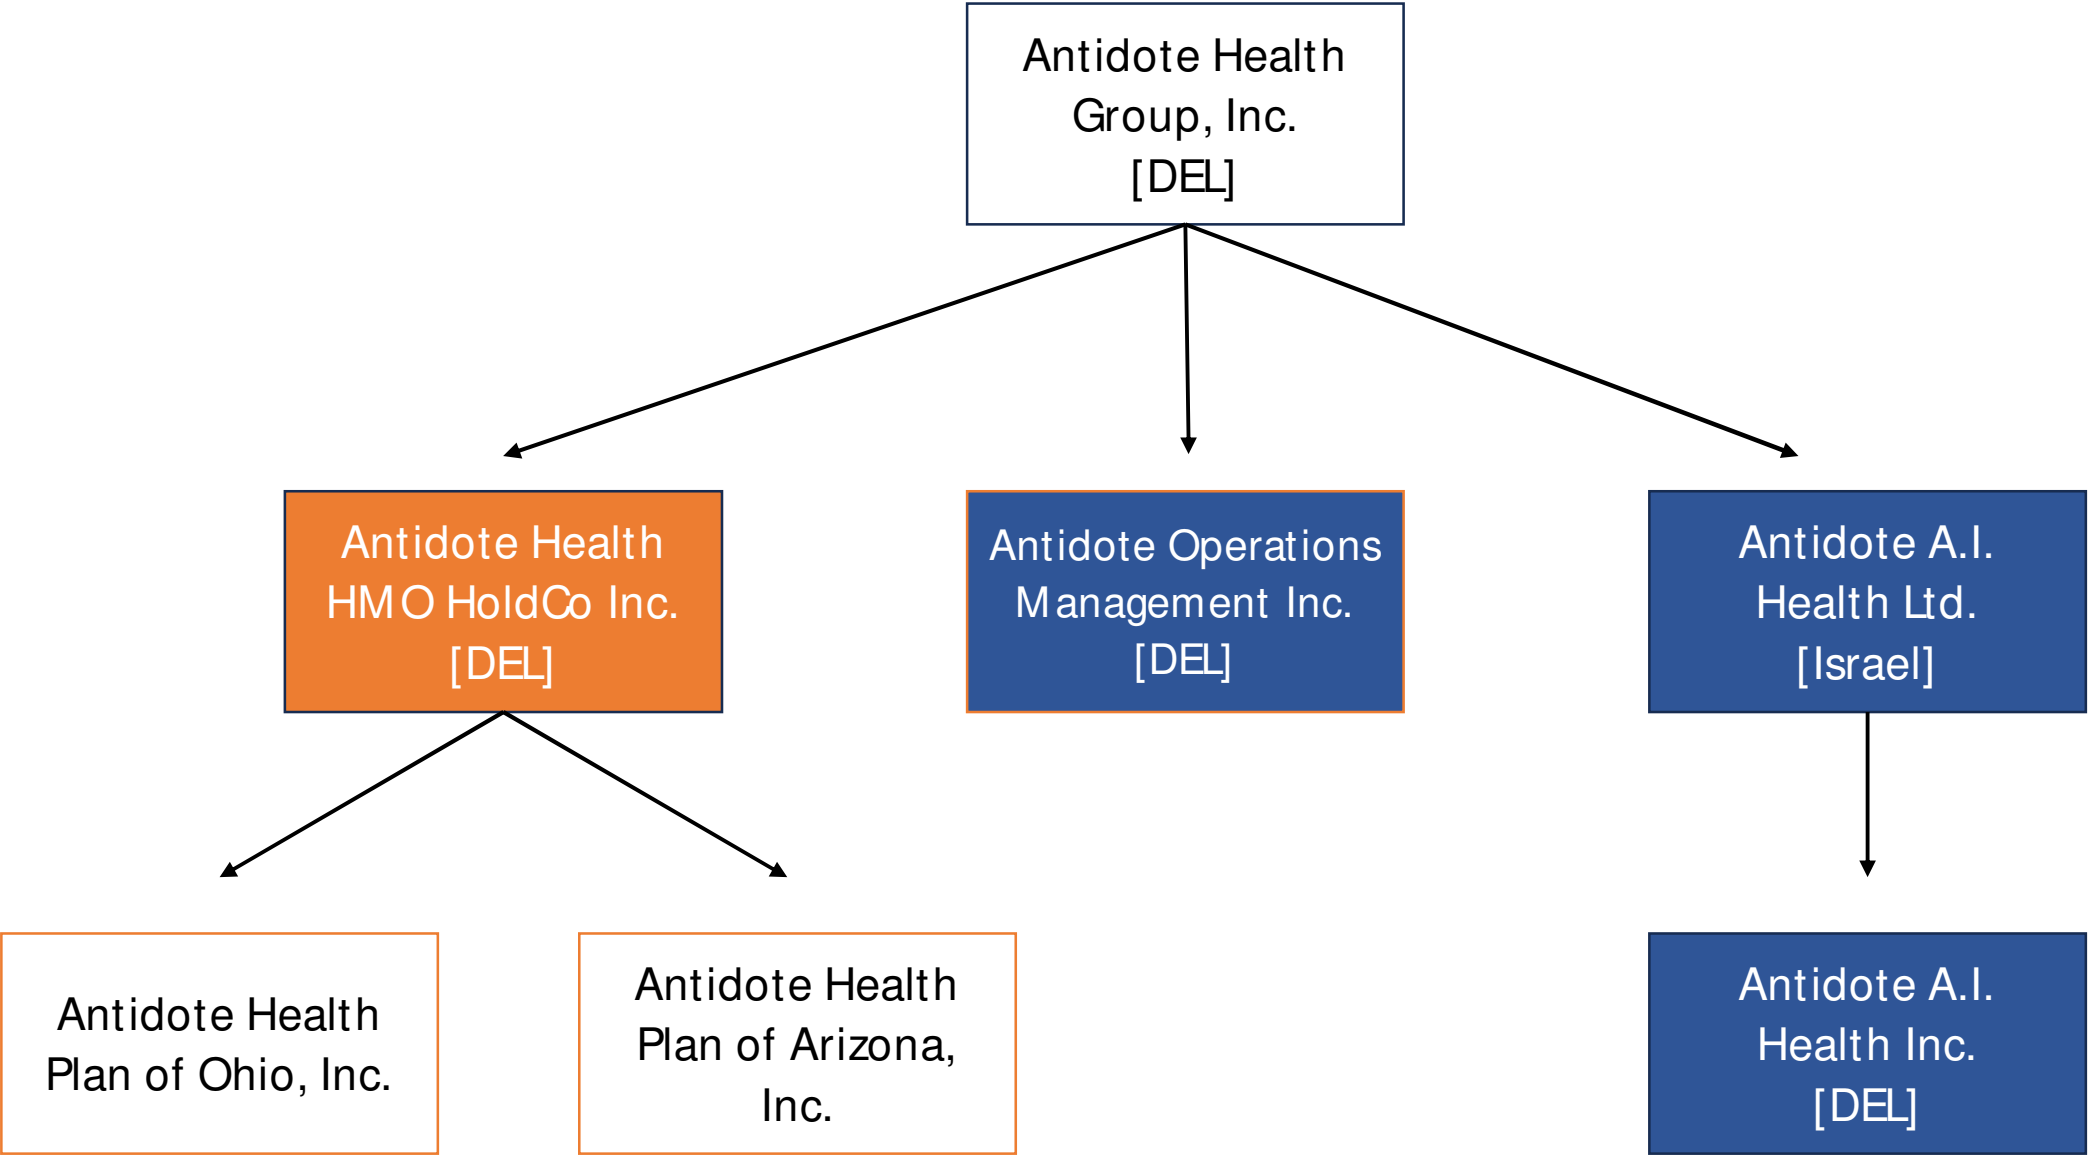 Antidote Health
Group, Inc.
[DEL]
Antidote Health
HMO HoldCo Inc.
[DEL]
Antidote Operations
Management Inc.
[DEL]
Antidote A.I.
Health Ltd.
[Israel]
Antidote Health
Plan of Ohio, Inc.
Antidote Health
Plan of Arizona,
Inc.
Antidote A.I.
Health Inc.
[DEL]